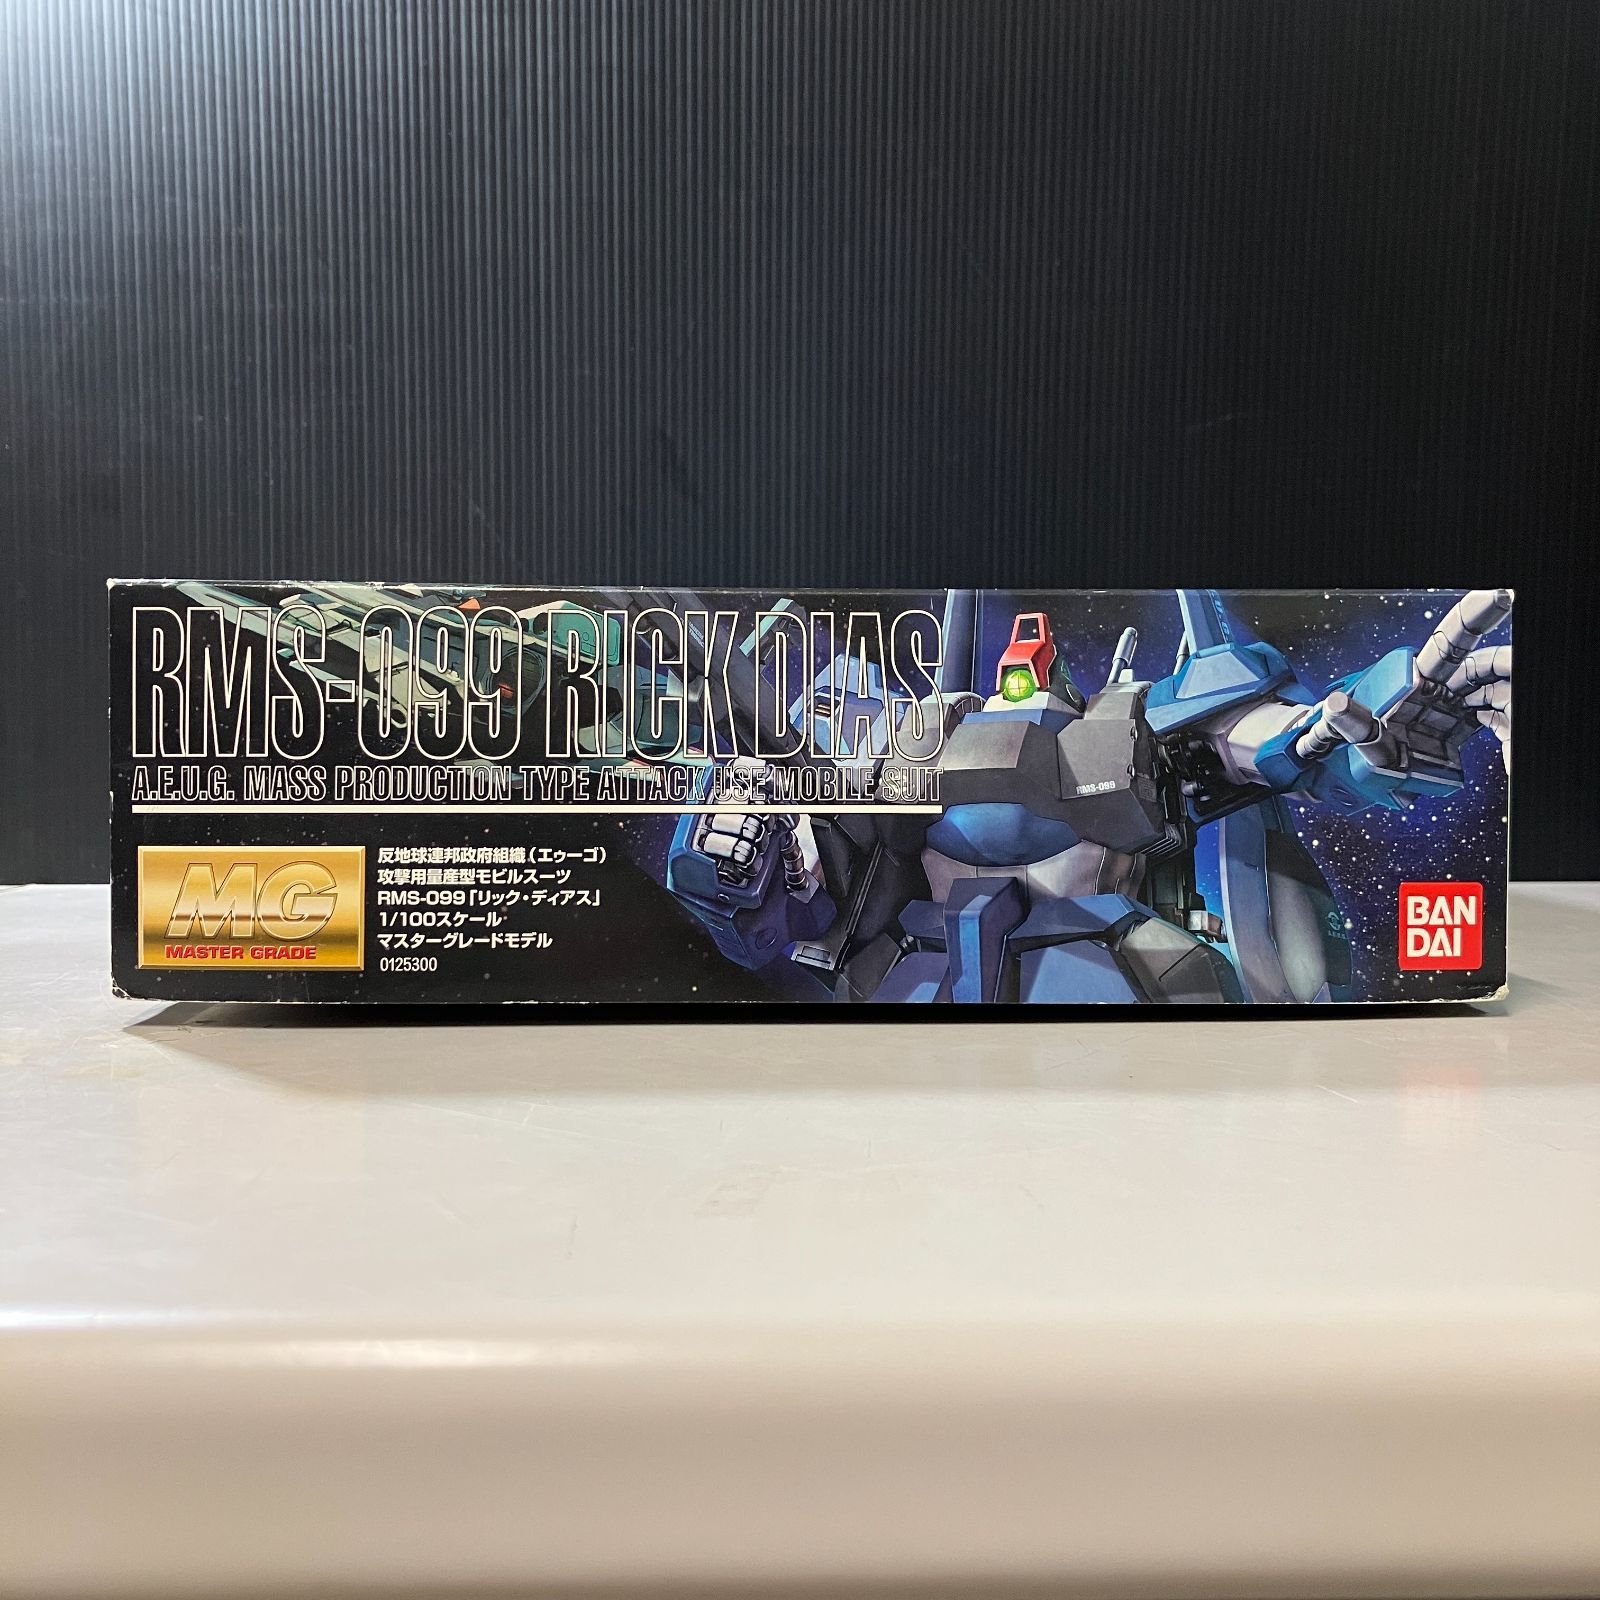 RMS-099 RICK DIAS
A.E.U.G. MASS PRODUCTION TYPE ATTACK USE MOBILE SUIT
MG
MASTER GRADE
反地球連邦政府組織(エゥーゴ)
攻撃用量産型モビルスーツ
RMS-099「リック・ディアス」
1/100スケール
マスターグレードモデル
0125300
RMS-099
BAN
DAI